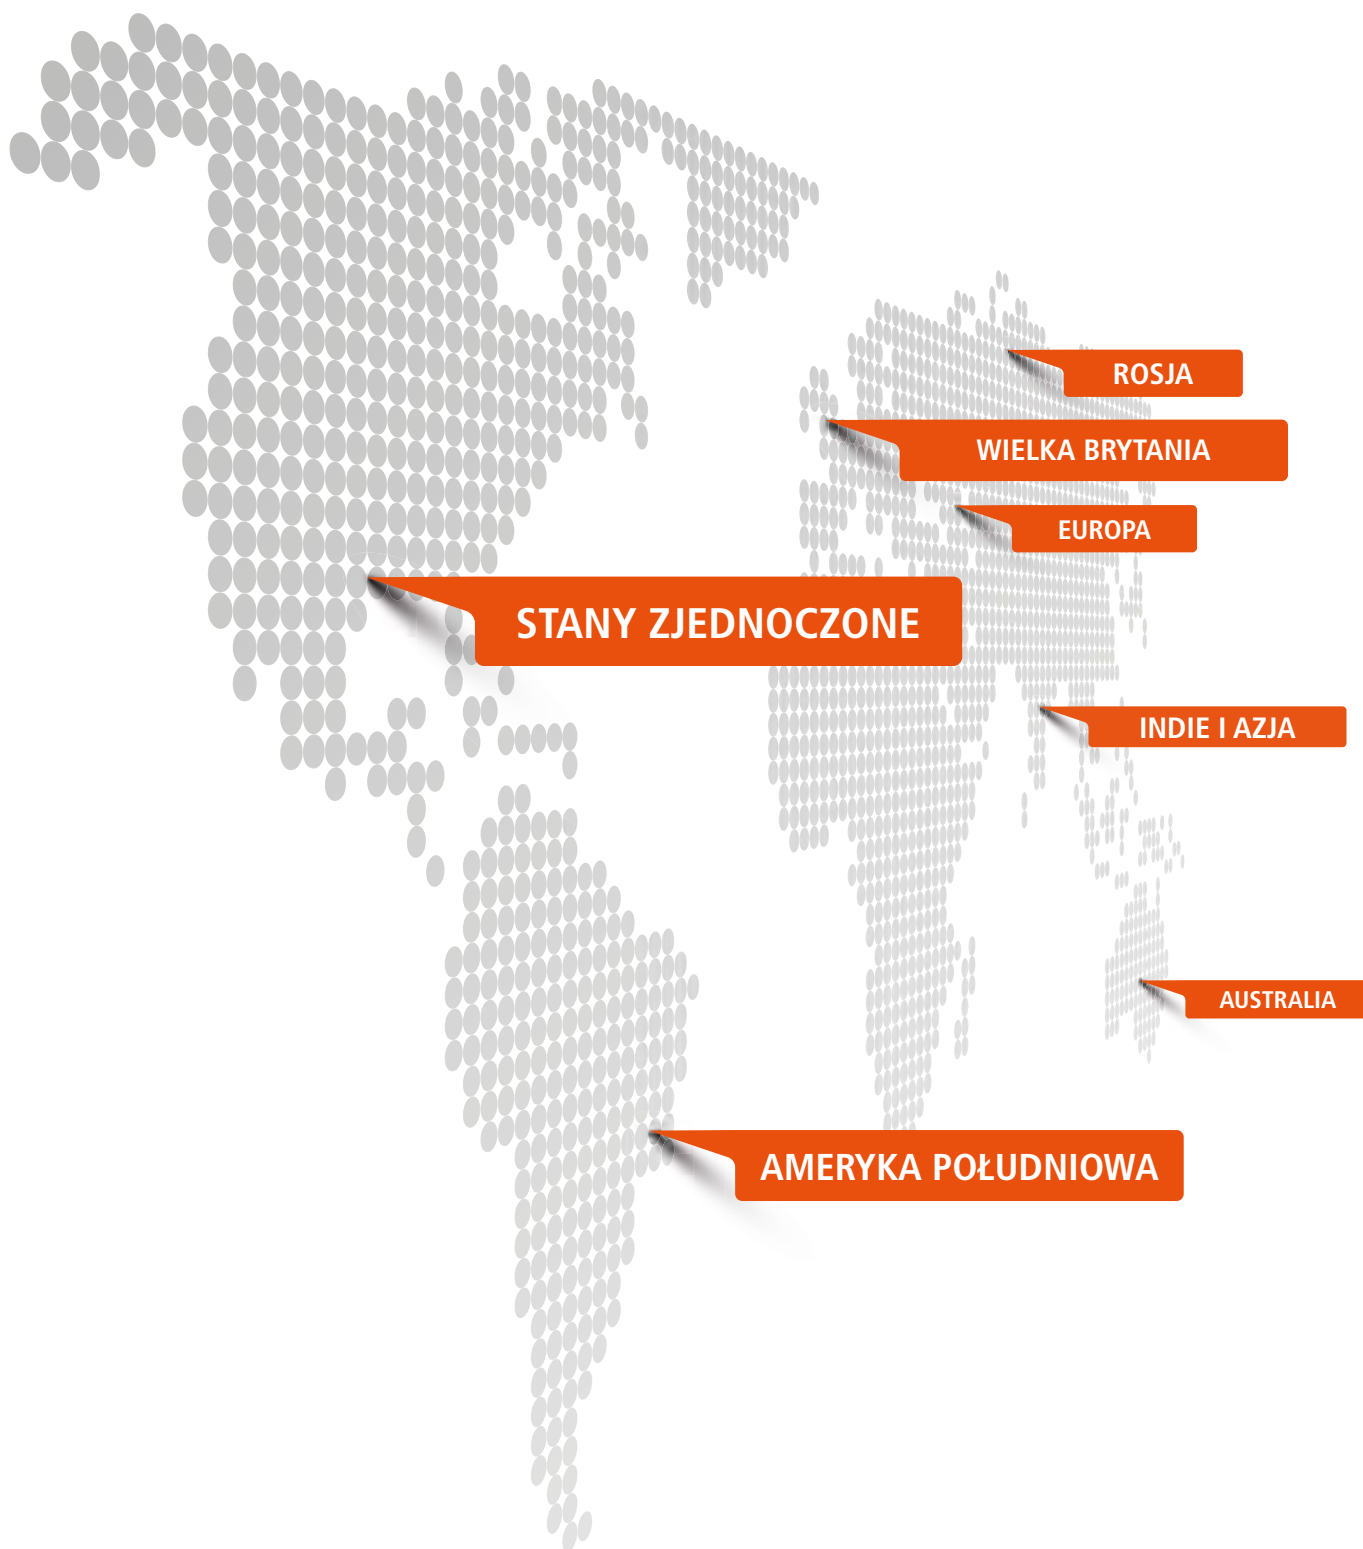 ROSJA
WIELKA BRYTANIA
EUROPA
STANY ZJEDNOCZONE
INDIE I AZJA
AUSTRALIA
AMERYKA POŁUDNIOWA